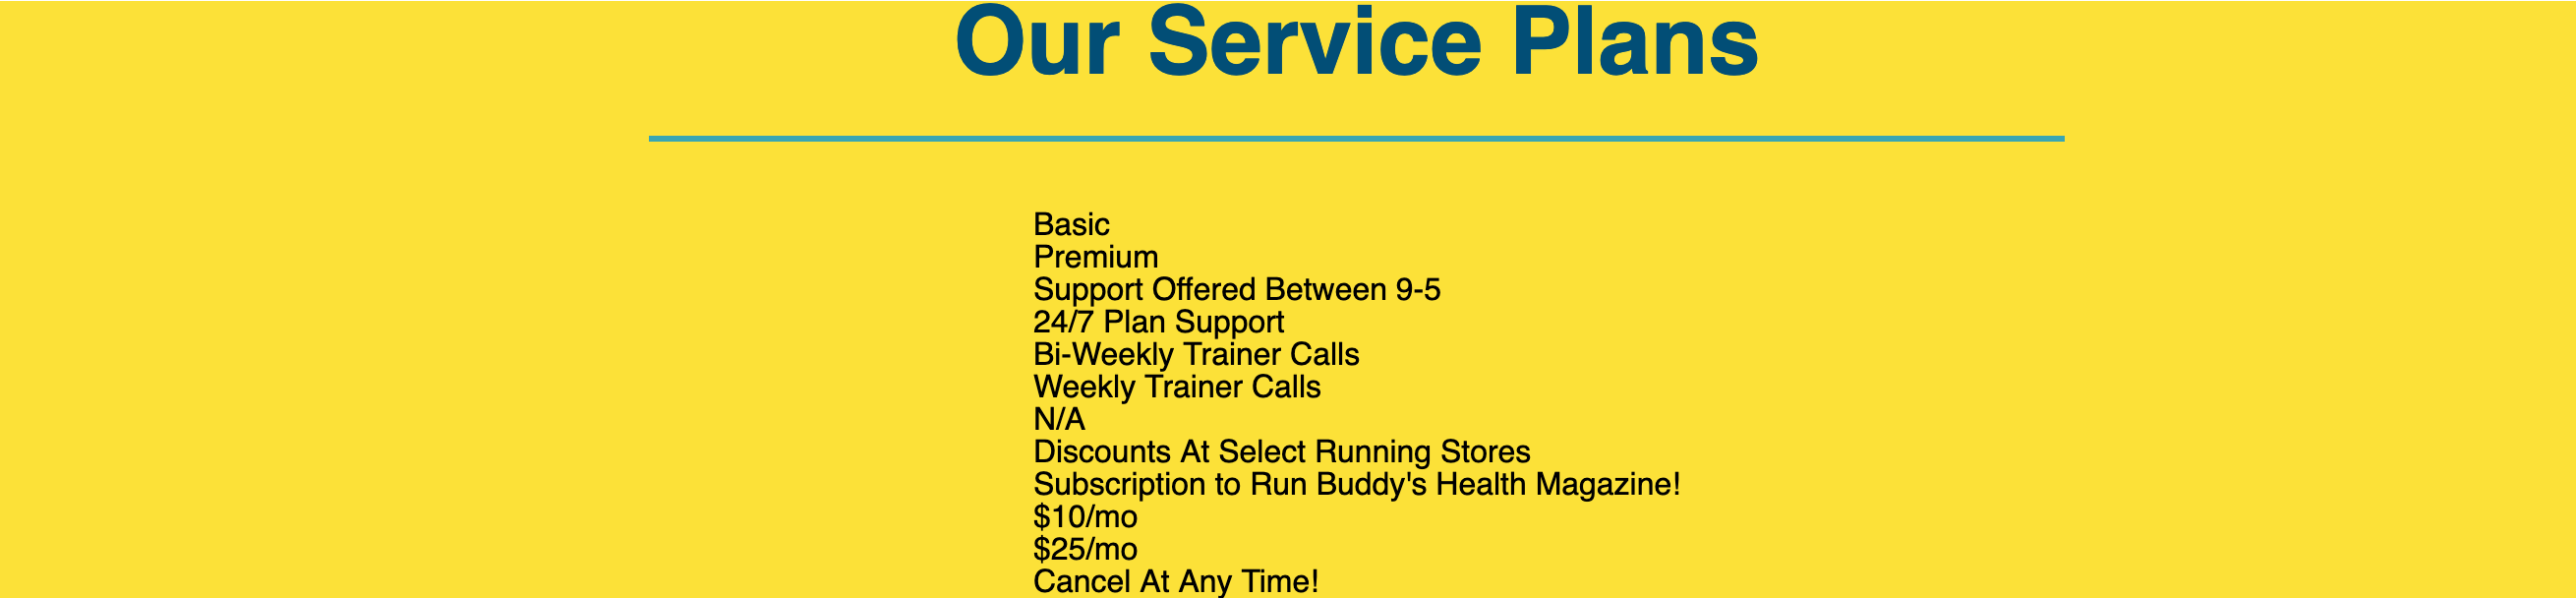 Our Service Plans
Basic
Premium
Support Offered Between 9-5
24/7 Plan Support
Bi-Weekly Trainer Calls
Weekly Trainer Calls
N/A
Discounts At Select Running Stores
Subscription to Run Buddy's Health Magazine!
$10/mo
$25/mo
Cancel At Any Time!